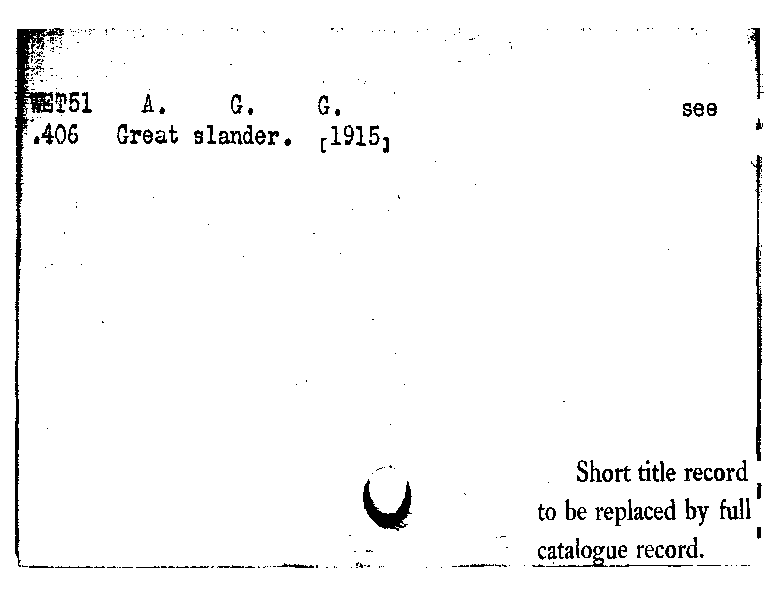 WET51 A. G. G. see
.406 Great slander. [1915]
Short title record
to be replaced by full
catalogue record.